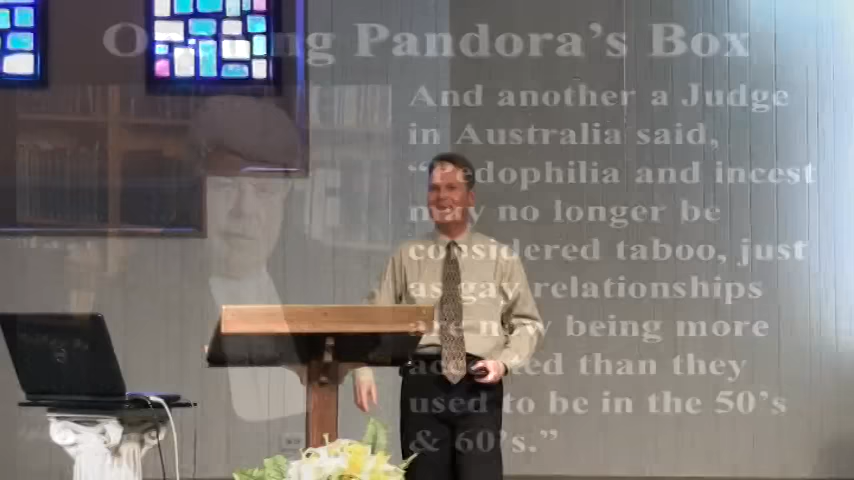 Opening Pandora's Box
And another a Judge
in Australia said,
"Pedophilia and incest
may no longer be
considered taboo, just
as gay relationships
are now being more
accepted than they
used to be in the 50's
& 60's."